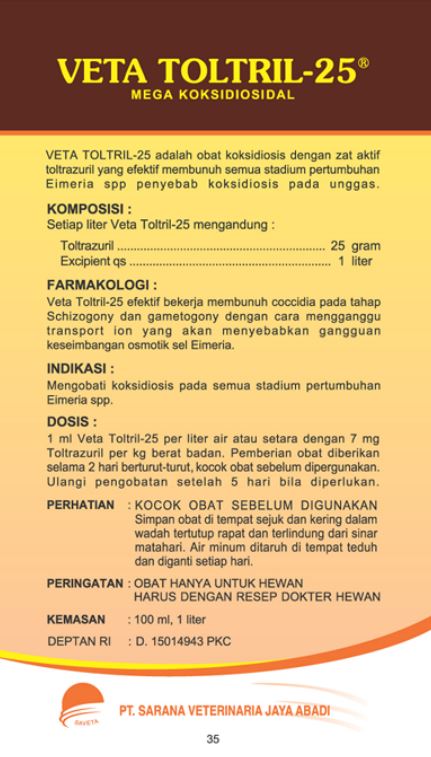 VETA TOLTRIL-25®
MEGA KOKSIDIOSIDAL
VETA TOLTRIL-25 adalah obat koksidiosis dengan zat aktif
toltrazuril yang efektif membunuh semua stadium pertumbuhan
Eimeria spp penyebab koksidiosis pada unggas.
KOMPOSISI :
Setiap liter Veta Toltril-25 mengandung :
Toltrazuril ................................................................ 25 gram
Excipient qs .............................................................. 1 liter
FARMAKOLOGI :
Veta Toltril-25 efektif bekerja membunuh coccidia pada tahap
Schizogony dan gametogony dengan cara mengganggu
transport ion yang akan menyebabkan gangguan
keseimbangan osmotik sel Eimeria.
INDIKASI :
Mengobati koksidiosis pada semua stadium pertumbuhan
Eimeria spp.
DOSIS :
1 ml Veta Toltril-25 per liter air atau setara dengan 7 mg
Toltrazuril per kg berat badan. Pemberian obat diberikan
selama 2 hari berturut-turut, kocok obat sebelum dipergunakan.
Ulangi pengobatan setelah 5 hari bila diperlukan.
PERHATIAN : KOCOK OBAT SEBELUM DIGUNAKAN
Simpan obat di tempat sejuk dan kering dalam
wadah tertutup rapat dan terlindung dari sinar
matahari. Air minum ditaruh di tempat teduh
dan diganti setiap hari.
PERINGATAN : OBAT HANYA UNTUK HEWAN
HARUS DENGAN RESEP DOKTER HEWAN
KEMASAN : 100 ml, 1 liter
DEPTAN RI : D. 15014943 PKC
SAVETA
PT. SARANA VETERINARIA JAYA ABADI
35